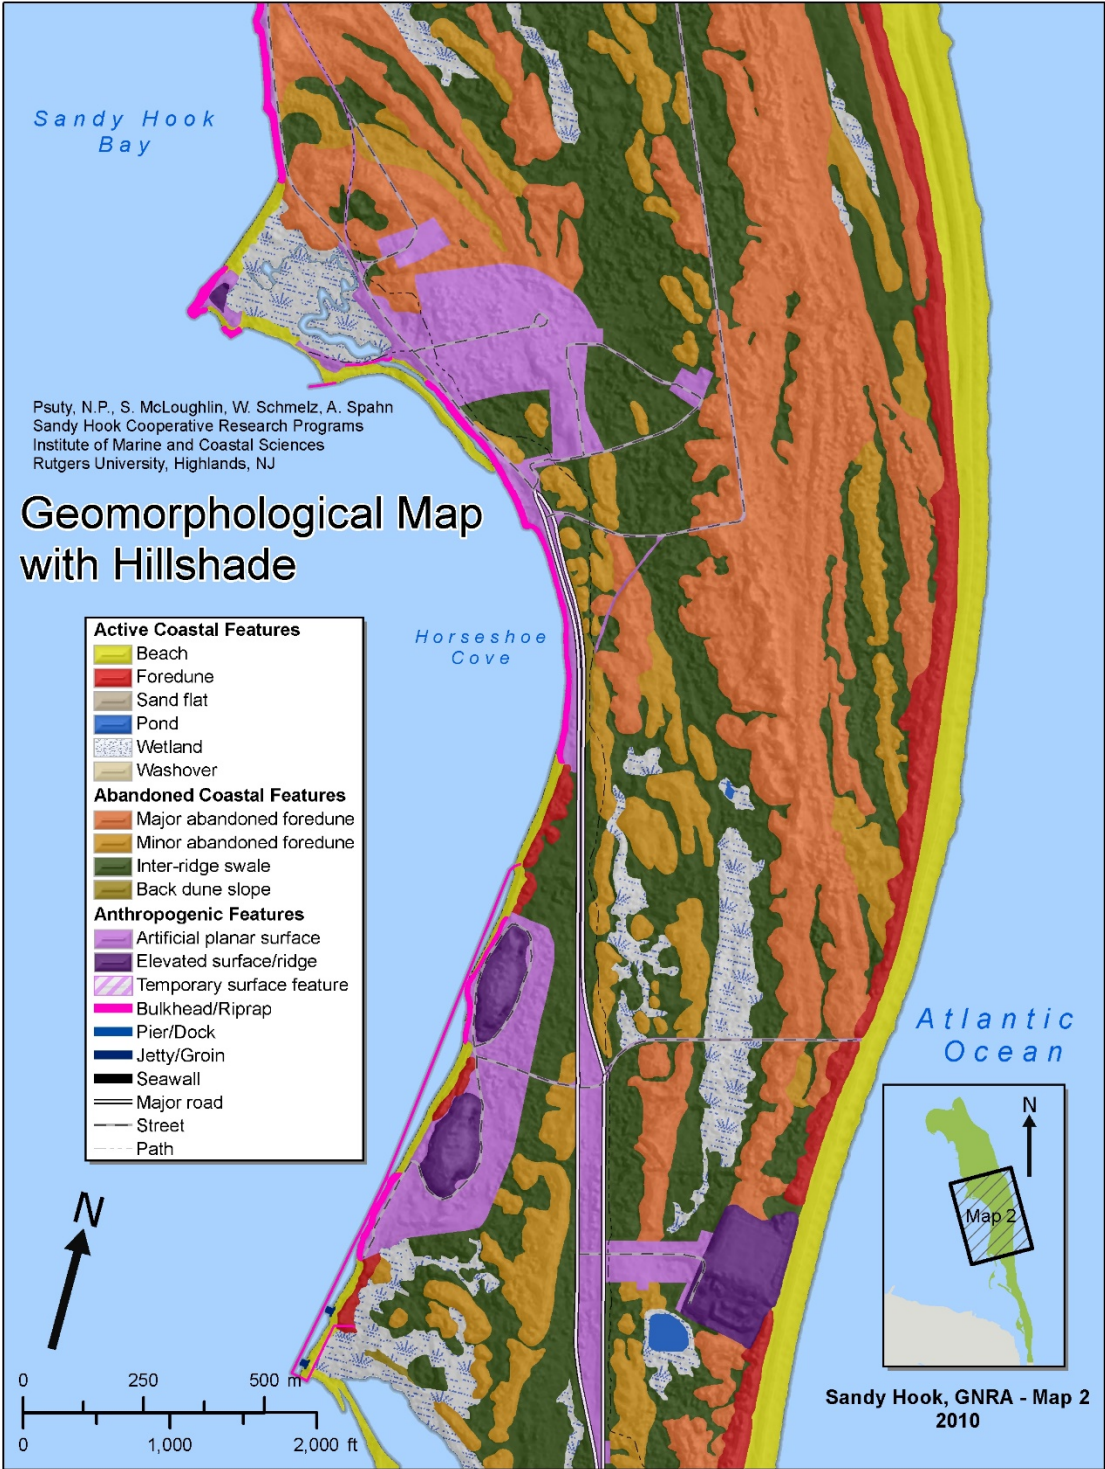 Sandy Hook
Bay
Psuty, N.P., S. McLoughlin, W. Schmelz, A. Spahn
Sandy Hook Cooperative Research Programs
Institute of Marine and Coastal Sciences
Rutgers University, Highlands, NJ
Geomorphological Map
with Hillshade
Horseshoe
Cove
Active Coastal Features
Beach
Foredune
Sand flat
Pond
Wetland
Washover
Abandoned Coastal Features
Major abandoned foredune
Minor abandoned foredune
Inter-ridge swale
Back dune slope
Anthropogenic Features
Artificial planar surface
Elevated surface/ridge
Temporary surface feature
Bulkhead/Riprap
Pier/Dock
Jetty/Groin
Seawall
Major road
Street
Path
Atlantic
Ocean
N
Map 2
N
0 250 500 m
0 1,000 2,000 ft
Sandy Hook, GNRA - Map 2
2010